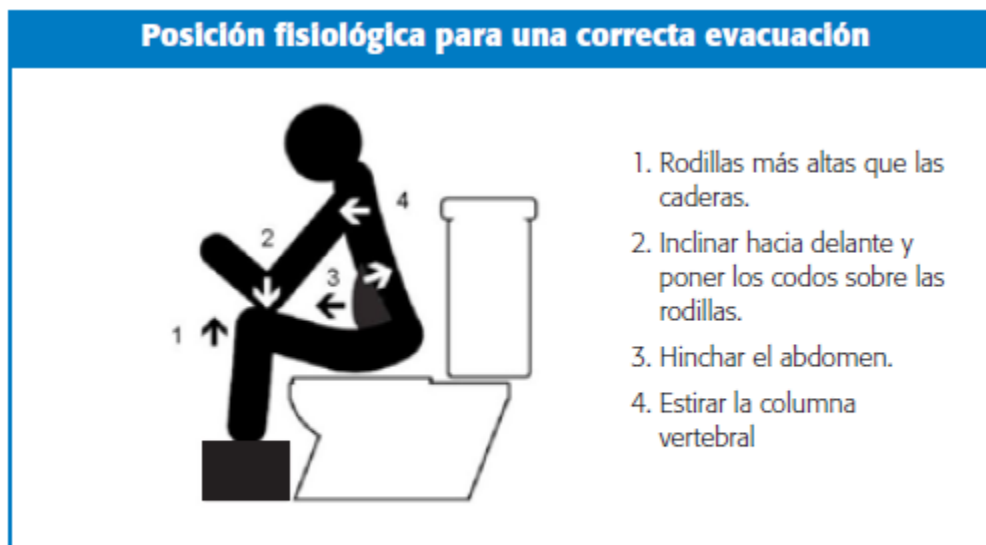 Posición fisiológica para una correcta evacuación
4
2
3
1
1. Rodillas más altas que las
caderas.
2. Inclinar hacia delante y
poner los codos sobre las
rodillas.
3. Hinchar el abdomen.
4. Estirar la columna
vertebral